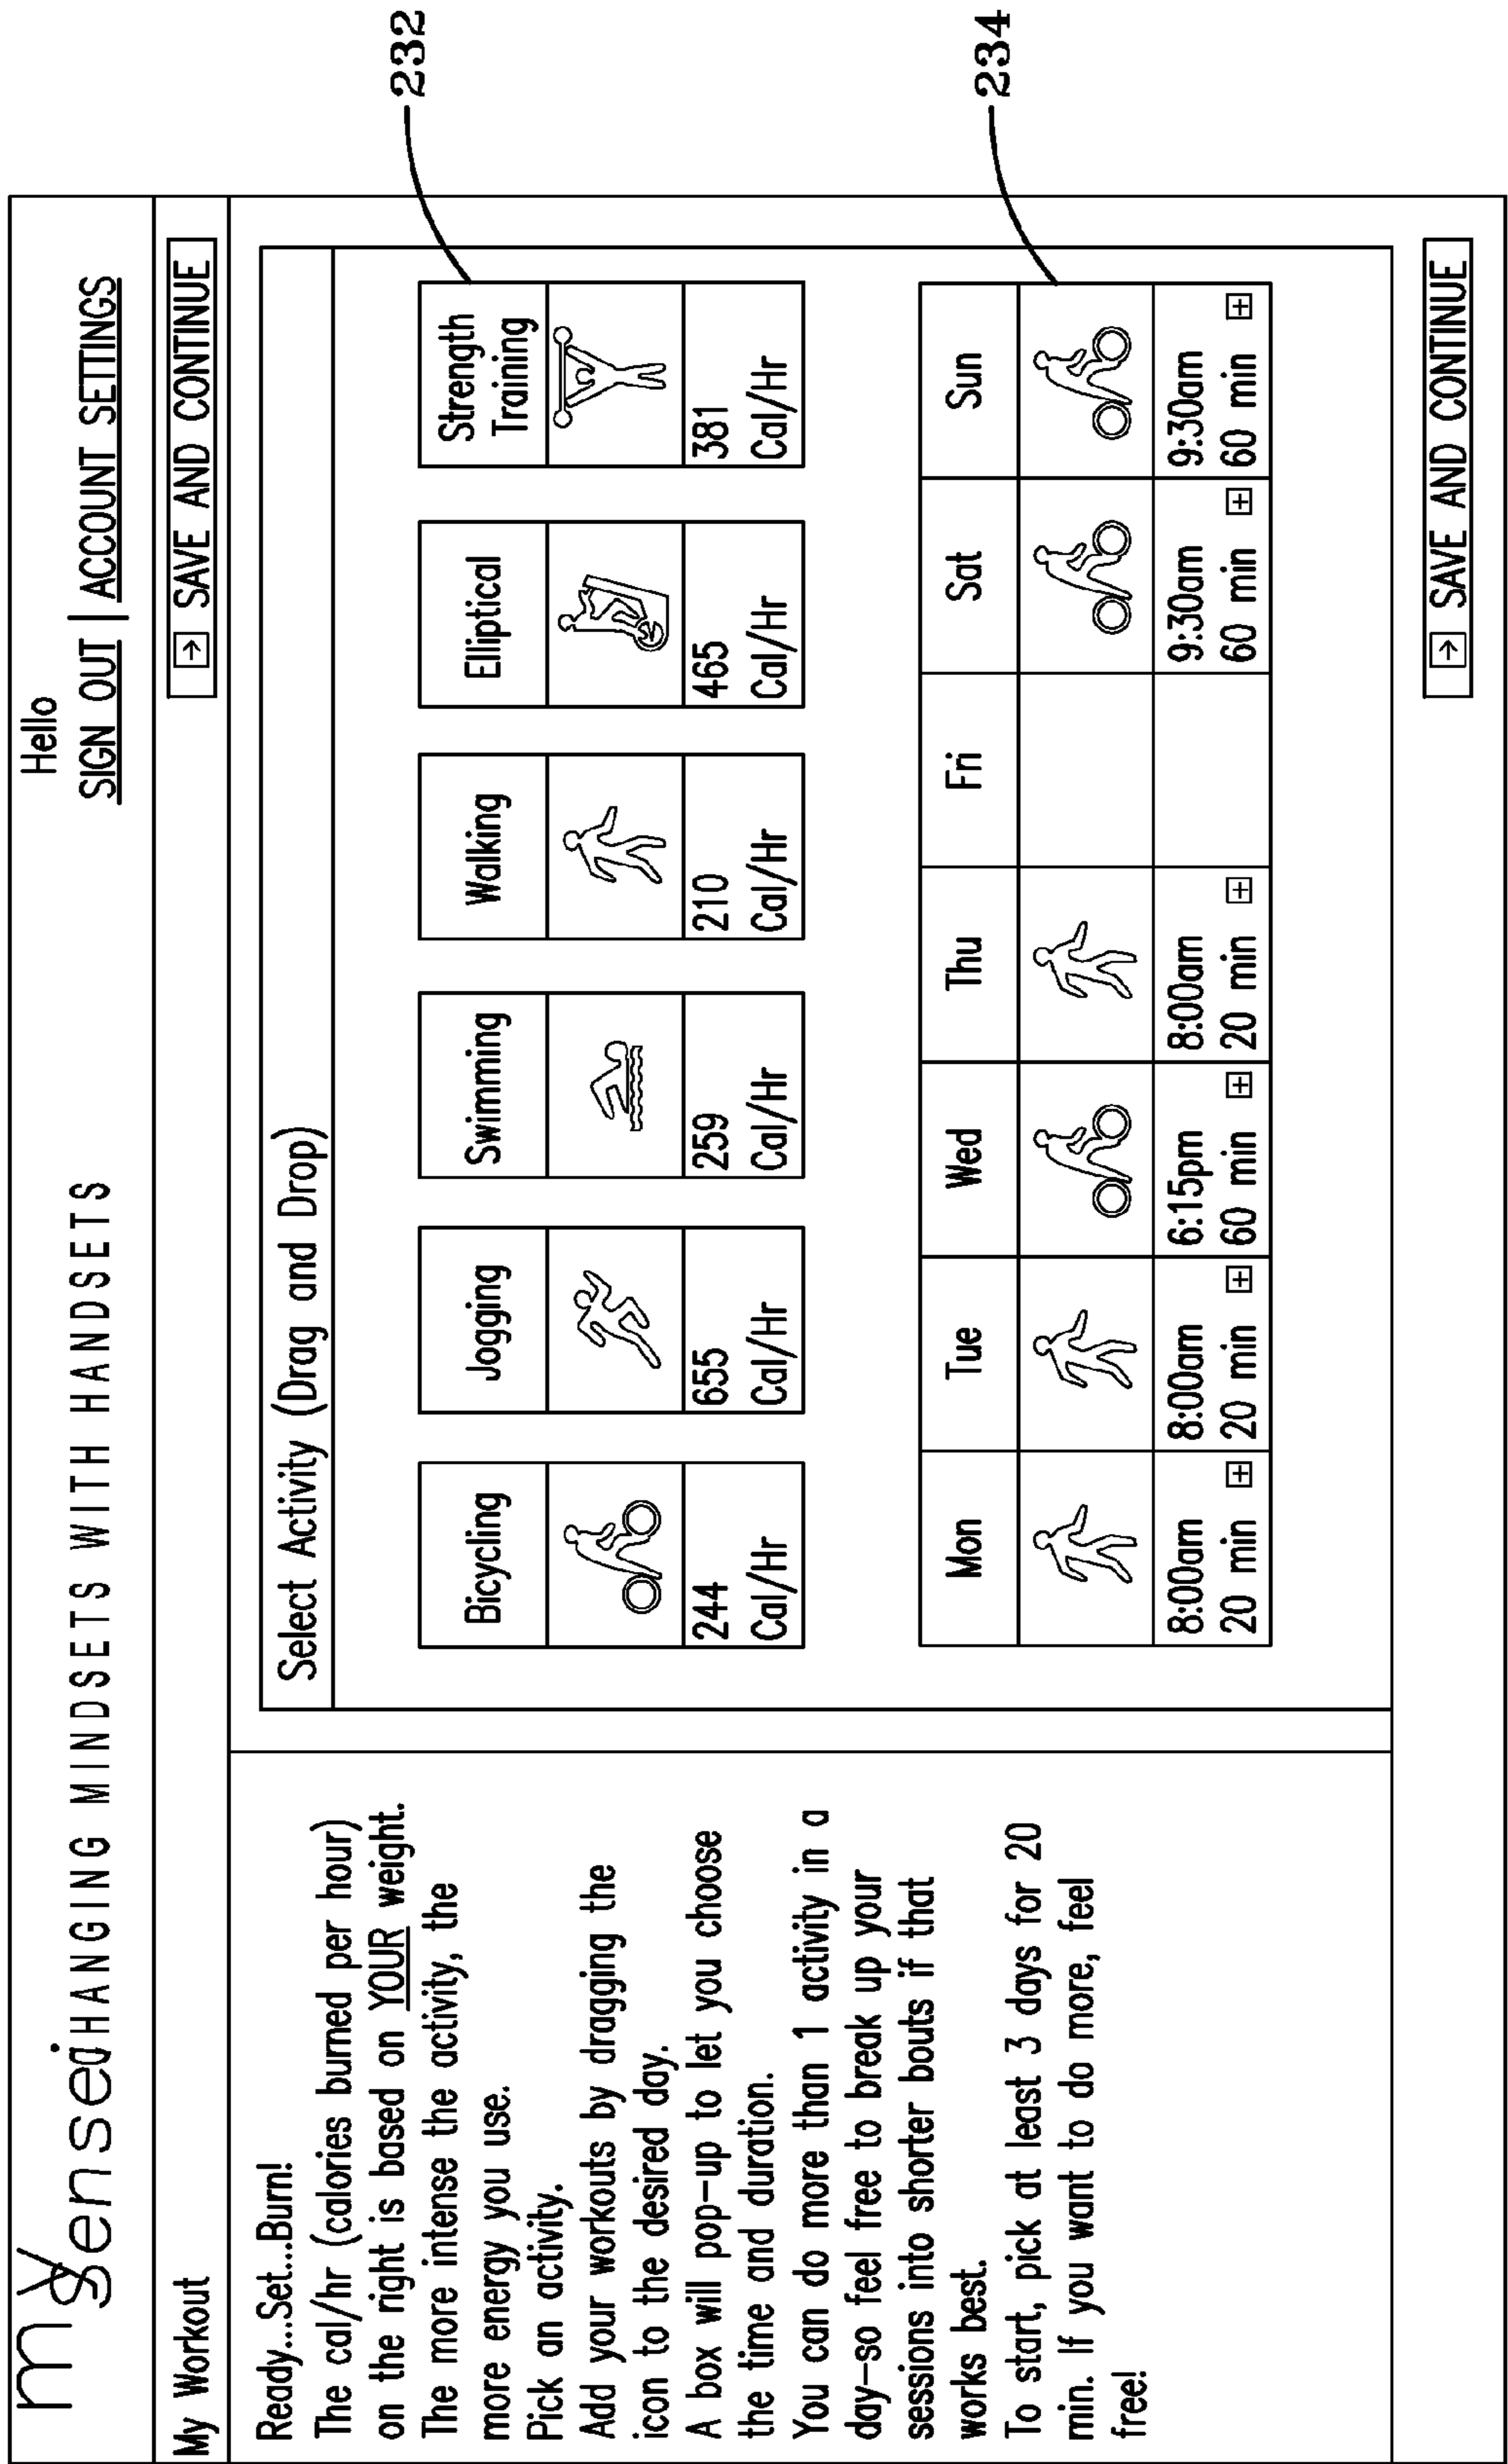 my sensei
CHANGING MINDSETS WITH HANDSETS
Hello
SIGN OUT | ACCOUNT SETTINGS
My Workout
SAVE AND CONTINUE
Ready...Set...Burn!
The cal/hr (calories burned per hour)
on the right is based on YOUR weight.
The more intense the activity, the
more energy you use.
Pick an activity.
Add your workouts by dragging the
icon to the desired day.
A box will pop-up to let you choose
the time and duration.
You can do more than 1 activity in a
day-so feel free to break up your
sessions into shorter bouts if that
works best.
To start, pick at least 3 days for 20
min. If you want to do more, feel
free!
Select Activity (Drag and Drop)
Bicycling Jogging Swimming Walking Elliptical Strength
Training
244 655 259 210 465 381
Cal/Hr Cal/Hr Cal/Hr Cal/Hr Cal/Hr Cal/Hr
232
Mon Tue Wed Thu Fri Sat Sun
8:00am 8:00am 6:15pm 8:00am 9:30am 9:30am
20 min 20 min 60 min 20 min 60 min 60 min
234
SAVE AND CONTINUE